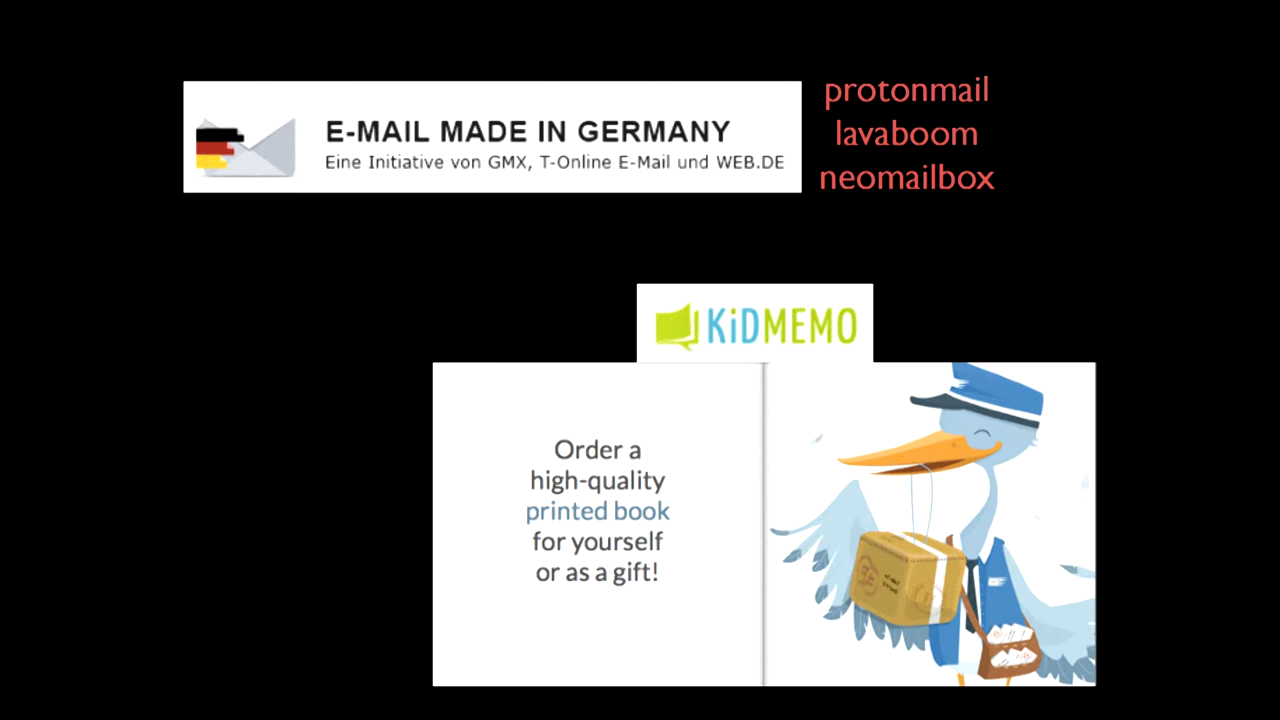 E-MAIL MADE IN GERMANY
Eine Initiative von GMX, T-Online E-Mail und WEB.DE
protonmail
lavaboom
neomailbox
KiDMEMO
Order a
high-quality
printed book
for yourself
or as a gift!